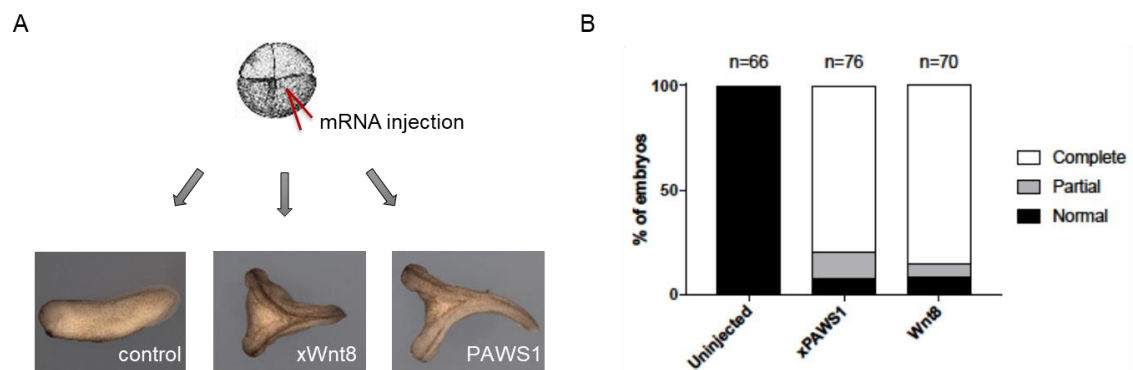 A
B
mRNA injection
control
xWnt8
PAWS1
n=66
n=76
n=70
100
50
0
% of embryos
Complete
Partial
Normal
Uninjected
xPAWS1
Wnt8